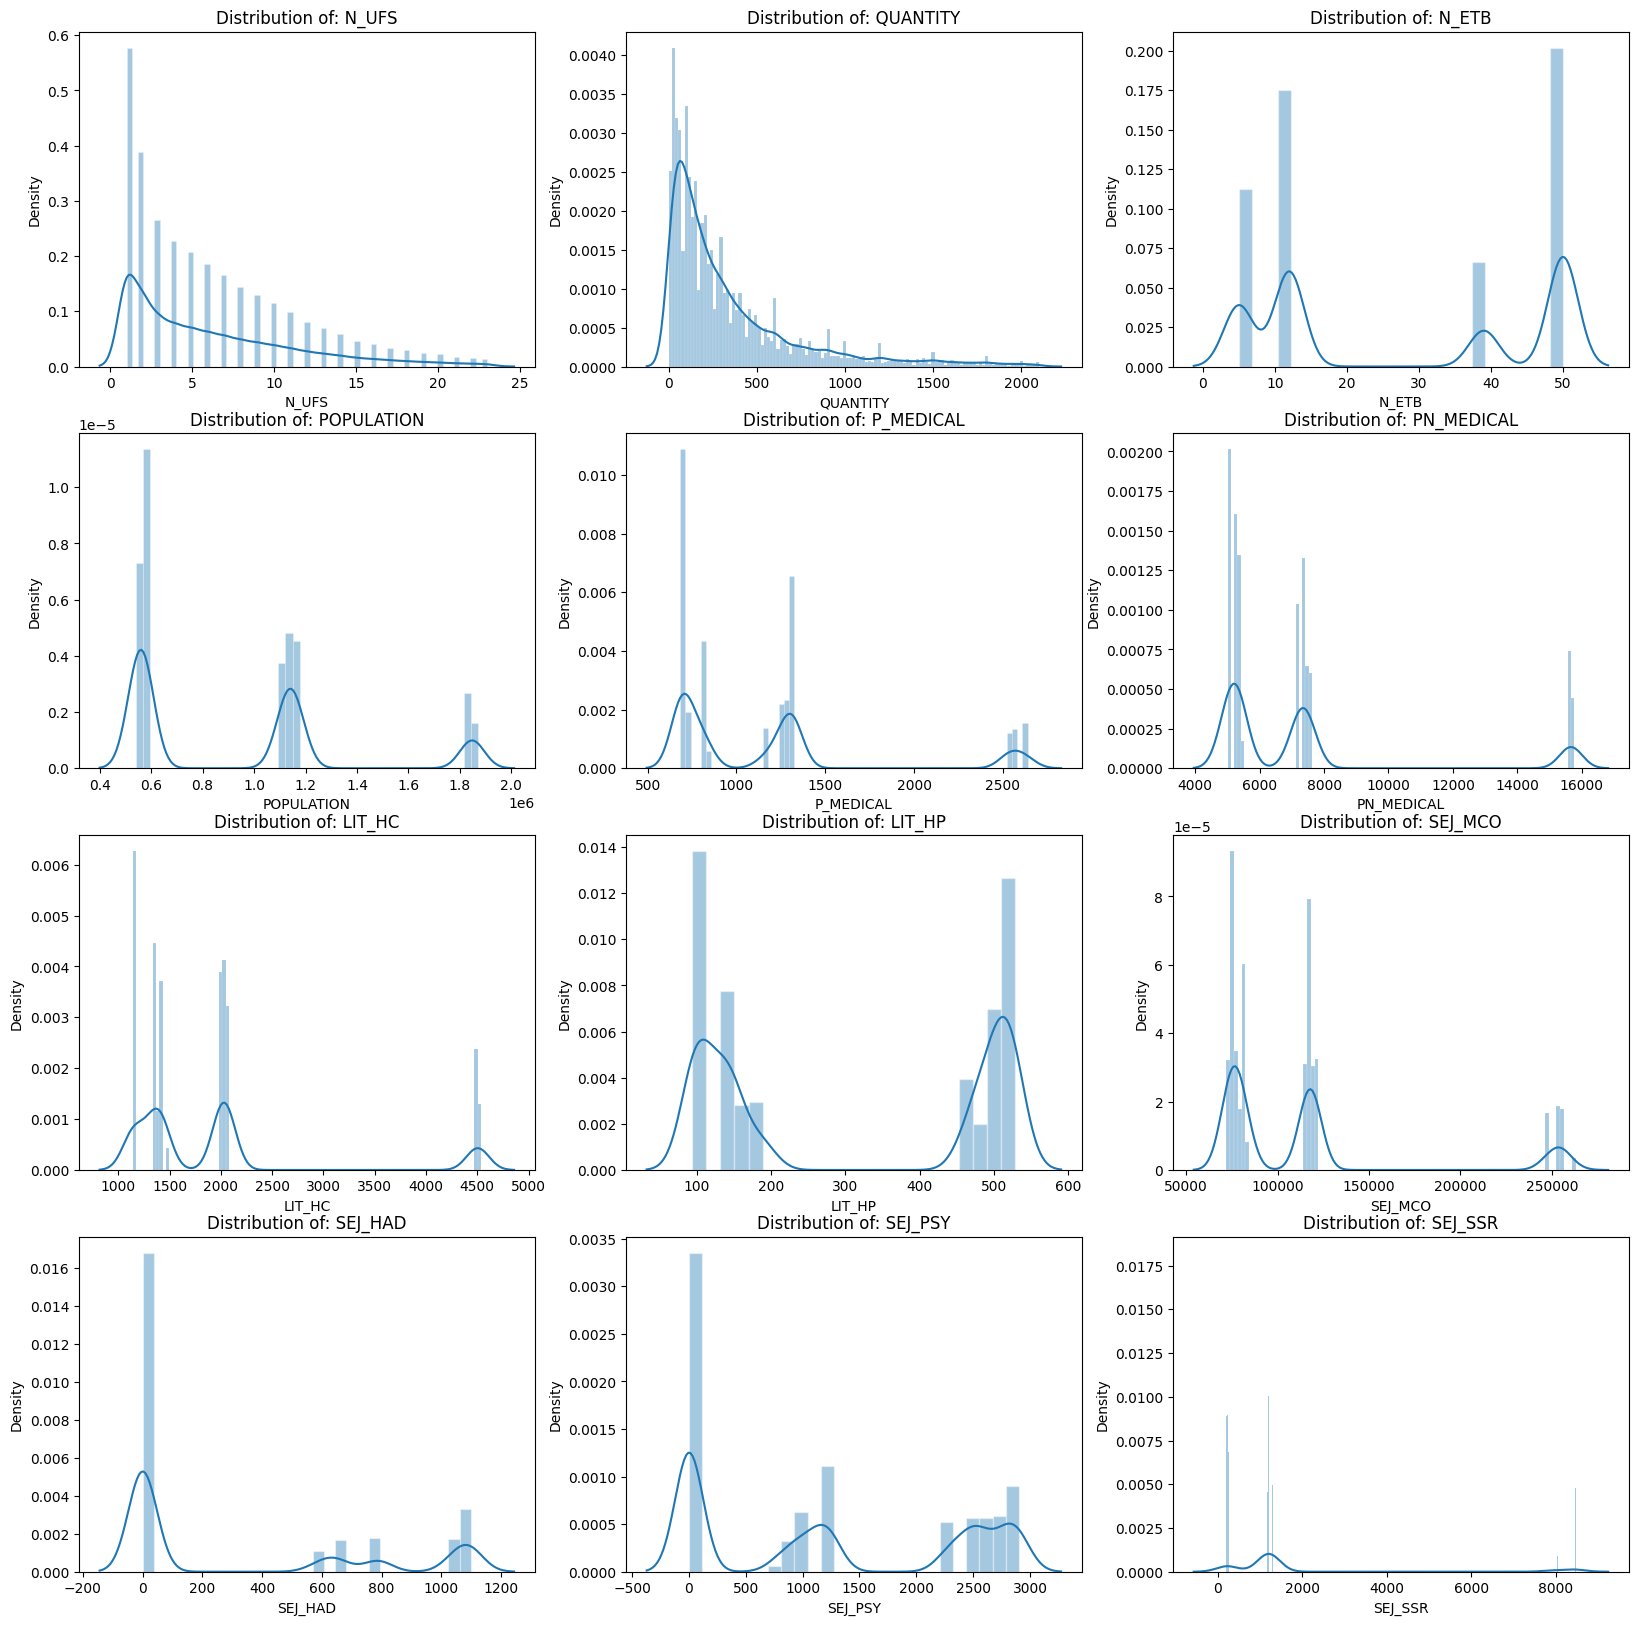 Distribution of: N_UFS
0.6
0.5
0.4
0.3
0.2
0.1
0.0
Density
0 5 10 15 20 25
N_UFS
Distribution of: QUANTITY
0.0040
0.0035
0.0030
0.0025
0.0020
0.0015
0.0010
0.0005
0.0000
Density
0 500 1000 1500 2000
QUANTITY
Distribution of: N_ETB
0.200
0.175
0.150
0.125
0.100
0.075
0.050
0.025
0.000
Density
0 10 20 30 40 50
N_ETB
Distribution of: POPULATION
1e−5
1.0
0.8
0.6
0.4
0.2
0.0
Density
0.4 0.6 0.8 1.0 1.2 1.4 1.6 1.8 2.0
1e6
POPULATION
Distribution of: P_MEDICAL
0.010
0.008
0.006
0.004
0.002
0.000
Density
500 1000 1500 2000 2500
P_MEDICAL
Distribution of: PN_MEDICAL
0.00200
0.00175
0.00150
0.00125
0.00100
0.00075
0.00050
0.00025
0.00000
Density
4000 6000 8000 10000 12000 14000 16000
PN_MEDICAL
Distribution of: LIT_HC
0.006
0.005
0.004
0.003
0.002
0.001
0.000
Density
1000 1500 2000 2500 3000 3500 4000 4500 5000
LIT_HC
Distribution of: LIT_HP
0.014
0.012
0.010
0.008
0.006
0.004
0.002
0.000
Density
100 200 300 400 500 600
LIT_HP
Distribution of: SEJ_MCO
1e−5
8
6
4
2
0
Density
50000 100000 150000 200000 250000
SEJ_MCO
Distribution of: SEJ_HAD
0.016
0.014
0.012
0.010
0.008
0.006
0.004
0.002
0.000
Density
−200 0 200 400 600 800 1000 1200
SEJ_HAD
Distribution of: SEJ_PSY
0.0035
0.0030
0.0025
0.0020
0.0015
0.0010
0.0005
0.0000
Density
−500 0 500 1000 1500 2000 2500 3000
SEJ_PSY
Distribution of: SEJ_SSR
0.0175
0.0150
0.0125
0.0100
0.0075
0.0050
0.0025
0.0000
Density
0 2000 4000 6000 8000
SEJ_SSR